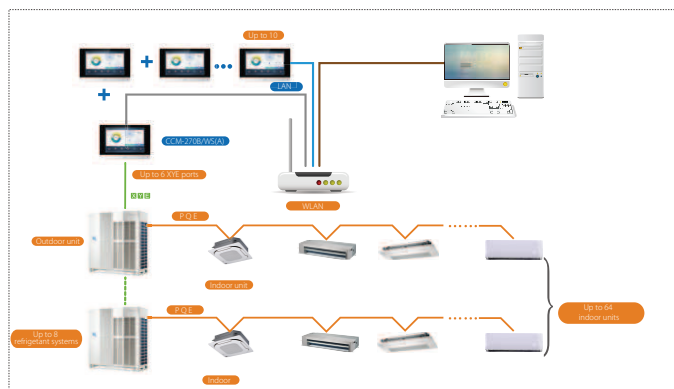 Up to 10
LAN
CCM-270B/WS(A)
Up to 6 XYE ports
X Y E
WLAN
P Q E
Outdoor unit
Indoor unit
P Q E
Up to 8
refrigetant systems
Up to 64
indoor units
Indoor